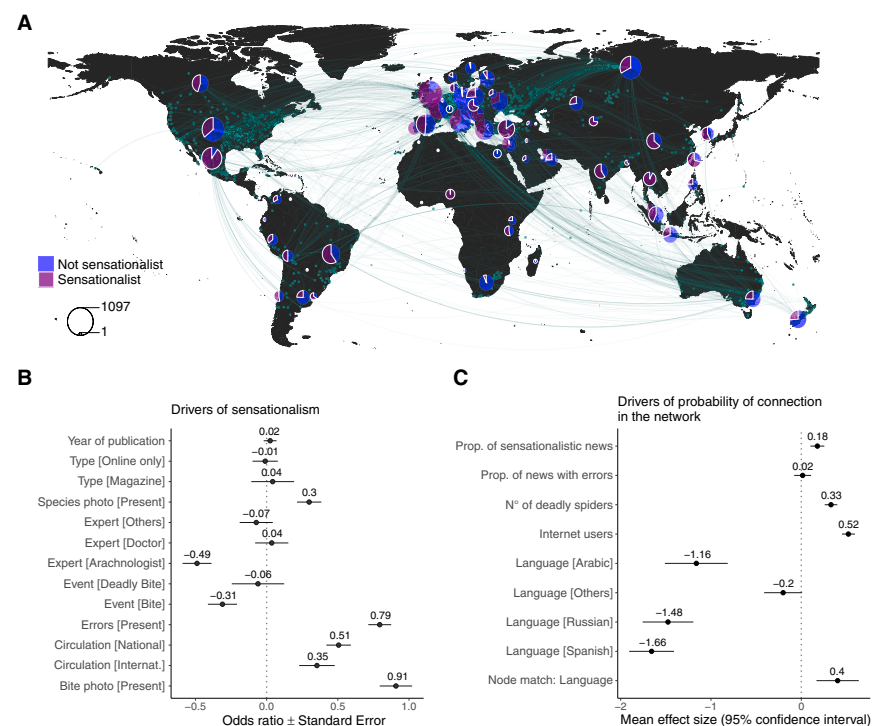 A
Not sensationalist
Sensationalist
1097
1
B
Drivers of sensationalism
Year of publication
0.02
Type [Online only]
−0.01
Type [Magazine]
0.04
Species photo [Present]
0.3
Expert [Others]
−0.07
Expert [Doctor]
0.04
Expert [Arachnologist]
−0.49
Event [Deadly Bite]
−0.06
Event [Bite]
−0.31
Errors [Present]
0.79
Circulation [National]
0.51
Circulation [Internat.]
0.35
Bite photo [Present]
0.91
−0.5
0.0
0.5
1.0
Odds ratio ± Standard Error
C
Drivers of probability of connection
in the network
Prop. of sensationalistic news
0.18
Prop. of news with errors
0.02
N° of deadly spiders
0.33
Internet users
0.52
Language [Arabic]
−1.16
Language [Others]
−0.2
Language [Russian]
−1.48
Language [Spanish]
−1.66
Node match: Language
0.4
−2
−1
0
Mean effect size (95% confidence interval)